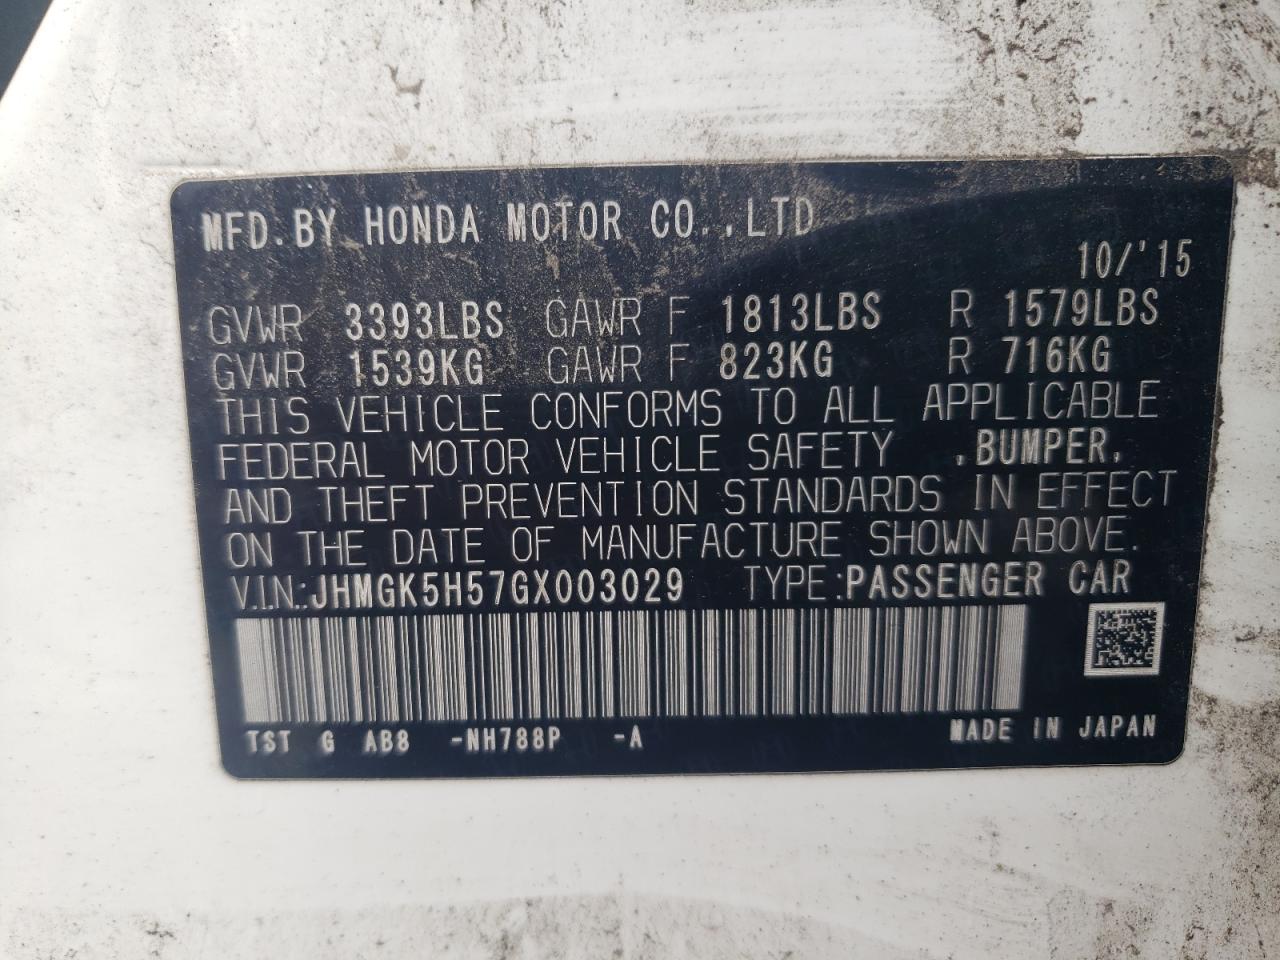 MFD.BY HONDA MOTOR CO.,LTD
10/'15
GVWR 3393LBS GAWR F 1813LBS R 1579LBS
GVWR 1539KG GAWR F 823KG R 716KG
THIS VEHICLE CONFORMS TO ALL APPLICABLE
FEDERAL MOTOR VEHICLE SAFETY ,BUMPER,
AND THEFT PREVENTION STANDARDS IN EFFECT
ON THE DATE OF MANUFACTURE SHOWN ABOVE.
V.I.N.:JHMGK5H57GX003029 TYPE:PASSENGER CAR
TST G AB8 -NH788P -A MADE IN JAPAN